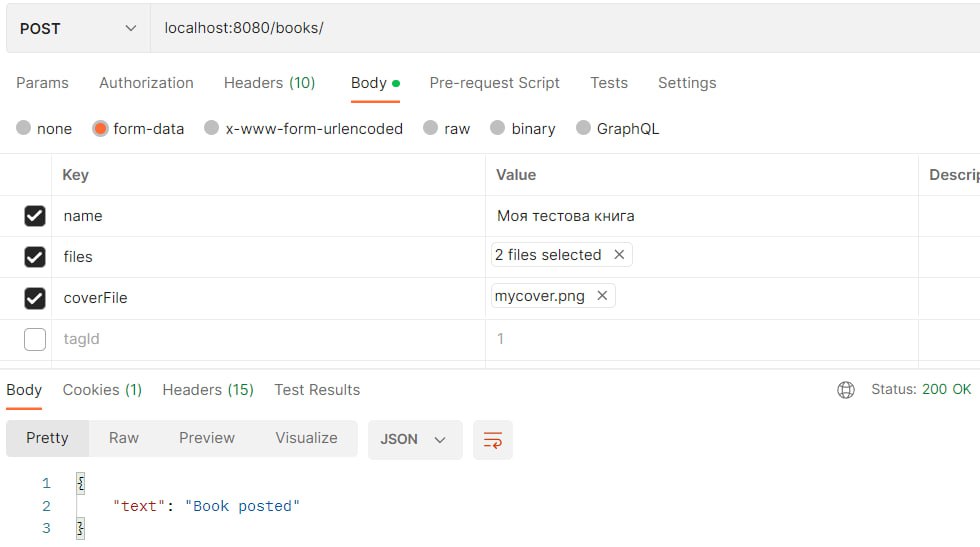 POST localhost:8080/books/
Params Authorization Headers (10) Body Pre-request Script Tests Settings
none form-data x-www-form-urlencoded raw binary GraphQL
Key Value Descrip
name Моя тестова книга
files 2 files selected
coverFile mycover.png
tagId 1
Body Cookies (1) Headers (15) Test Results Status: 200 OK
Pretty Raw Preview Visualize JSON
1 {
2 "text": "Book posted"
3 }